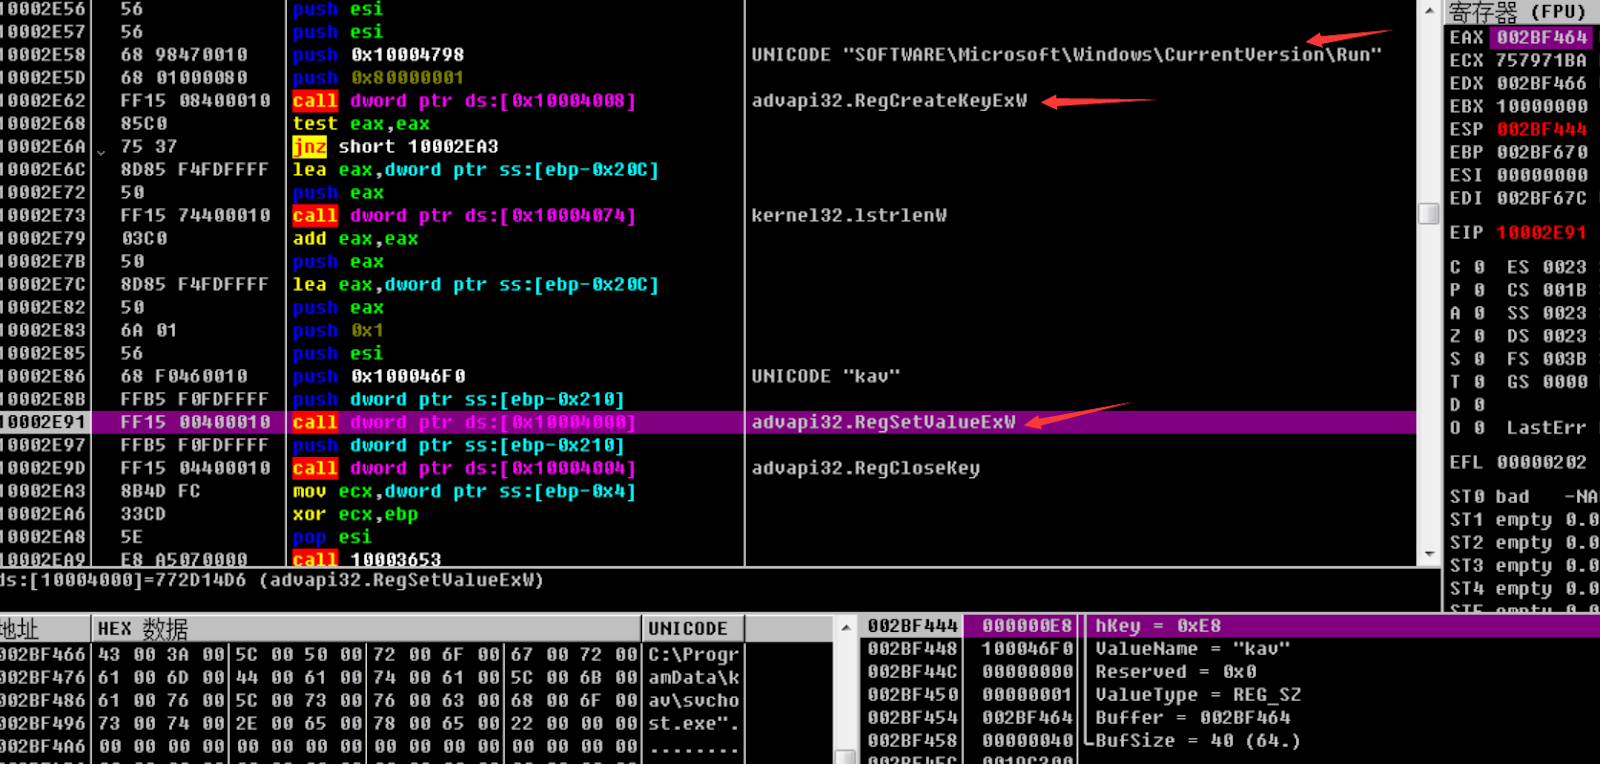 10002E56 56 push esi
10002E57 56 push esi
10002E58 68 98470010 push 0x10004798 UNICODE "SOFTWARE\Microsoft\Windows\CurrentVersion\Run"
10002E5D 68 01000080 push 0x80000001
10002E62 FF15 08400010 call dword ptr ds:[0x10004008] advapi32.RegCreateKeyExW
10002E68 85C0 test eax,eax
10002E6A 75 37 jnz short 10002EA3
10002E6C 8D85 F4FDFFFF lea eax,dword ptr ss:[ebp-0x20C]
10002E72 50 push eax
10002E73 FF15 74400010 call dword ptr ds:[0x10004074] kernel32.lstrlenW
10002E79 03C0 add eax,eax
10002E7B 50 push eax
10002E7C 8D85 F4FDFFFF lea eax,dword ptr ss:[ebp-0x20C]
10002E82 50 push eax
10002E83 6A 01 push 0x1
10002E85 56 push esi
10002E86 68 F0460010 push 0x100046F0 UNICODE "kav"
10002E8B FFB5 F0FDFFFF push dword ptr ss:[ebp-0x210]
10002E91 FF15 00400010 call dword ptr ds:[0x10004000] advapi32.RegSetValueExW
10002E97 FFB5 F0FDFFFF push dword ptr ss:[ebp-0x210]
10002E9D FF15 04400010 call dword ptr ds:[0x10004004] advapi32.RegCloseKey
10002EA3 8B4D FC mov ecx,dword ptr ss:[ebp-0x4]
10002EA6 33CD xor ecx,ebp
10002EA8 5E pop esi
10002EA9 E8 A5070000 call 10003653
ds:[10004000]=772D14D6 (advapi32.RegSetValueExW)
寄存器 (FPU)
EAX 002BF464
ECX 757971BA
EDX 002BF466
EBX 10000000
ESP 002BF444
EBP 002BF670
ESI 00000000
EDI 002BF67C
EIP 10002E91
C 0 ES 0023
P 0 CS 001B
A 0 SS 0023
Z 0 DS 0023
S 0 FS 003B
T 0 GS 0000
D 0
O 0 LastErr
EFL 00000202
ST0 bad -NA
ST1 empty 0.0
ST2 empty 0.0
ST3 empty 0.0
ST4 empty 0.0
ST5 empty 0.0
地址 HEX 数据 UNICODE
002BF466 43 00 3A 00 5C 00 50 00 72 00 6F 00 67 00 72 00 C:\Progr
002BF476 61 00 6D 00 44 00 61 00 74 00 61 00 5C 00 6B 00 amData\k
002BF486 61 00 76 00 5C 00 73 00 76 00 63 00 68 00 6F 00 av\svcho
002BF496 73 00 74 00 2E 00 65 00 78 00 65 00 22 00 00 00 st.exe".
002BF4A6 00 00 00 00 00 00 00 00 00 00 00 00 00 00 00 00 ........
002BF444 000000E8 hKey = 0xE8
002BF448 100046F0 ValueName = "kav"
002BF44C 00000000 Reserved = 0x0
002BF450 00000001 ValueType = REG_SZ
002BF454 002BF464 Buffer = 002BF464
002BF458 00000040 BufSize = 40 (64.)
002BF45C 0019C300